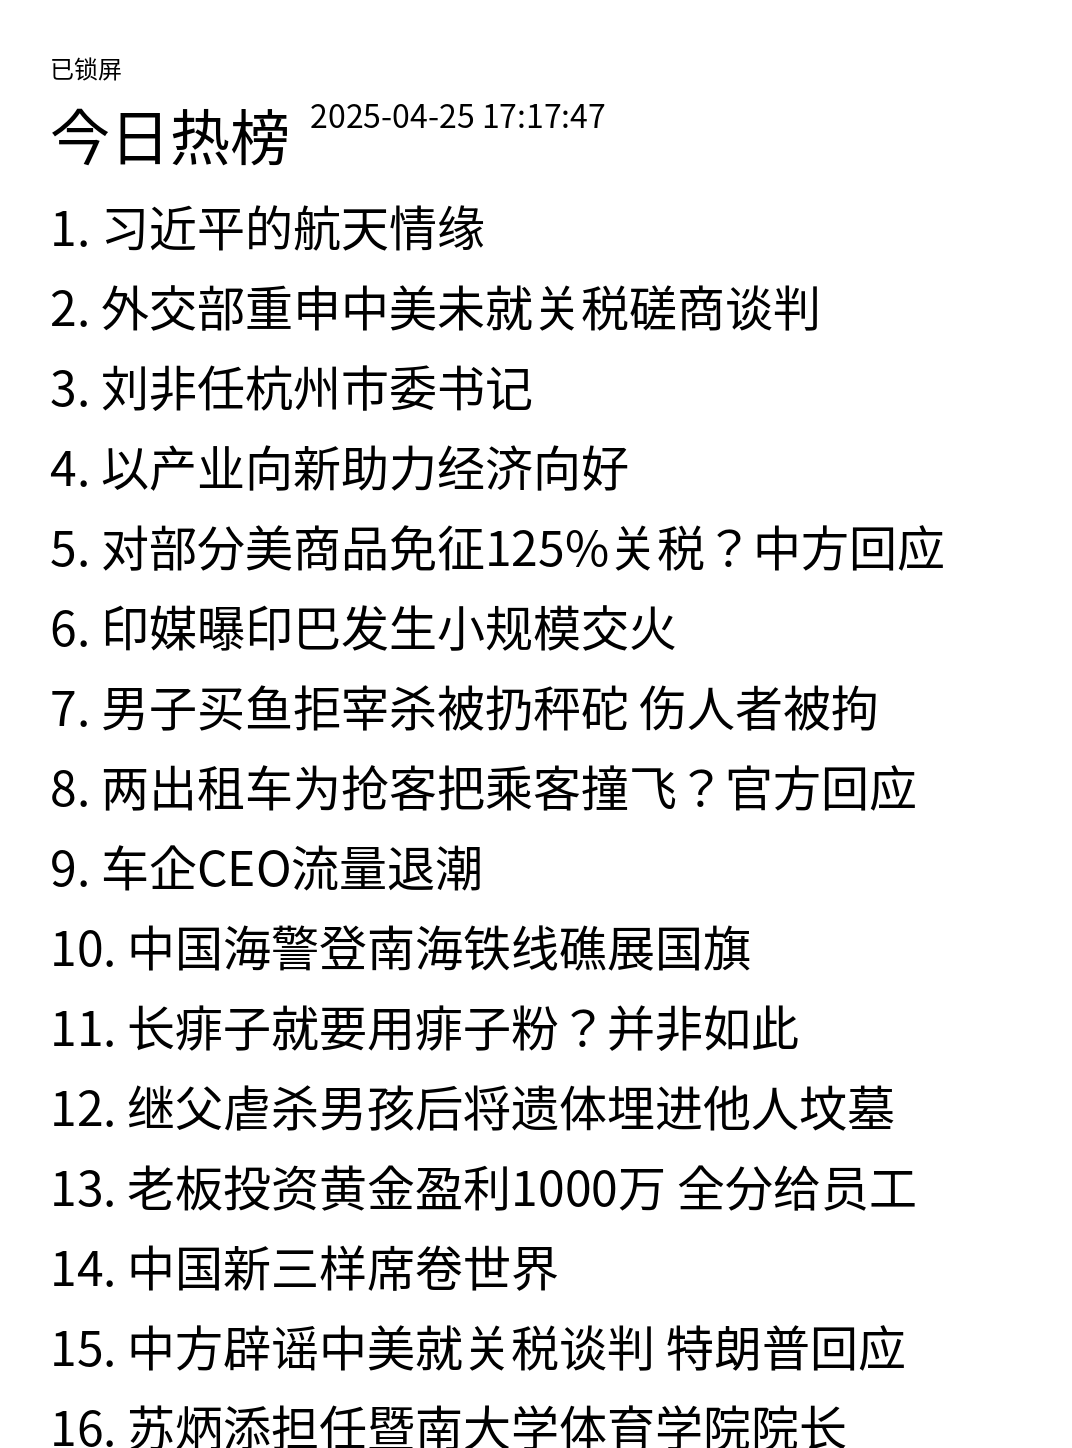 已锁屏
今日热榜 2025-04-25 17:17:47
1. 习近平的航天情缘
2. 外交部重申中美未就关税磋商谈判
3. 刘非任杭州市委书记
4. 以产业向新助力经济向好
5. 对部分美商品免征125%关税？中方回应
6. 印媒曝印巴发生小规模交火
7. 男子买鱼拒宰杀被扔秤砣 伤人者被拘
8. 两出租车为抢客把乘客撞飞？官方回应
9. 车企CEO流量退潮
10. 中国海警登南海铁线礁展国旗
11. 长痱子就要用痱子粉？并非如此
12. 继父虐杀男孩后将遗体埋进他人坟墓
13. 老板投资黄金盈利1000万 全分给员工
14. 中国新三样席卷世界
15. 中方辟谣中美就关税谈判 特朗普回应
16. 苏炳添担任暨南大学体育学院院长